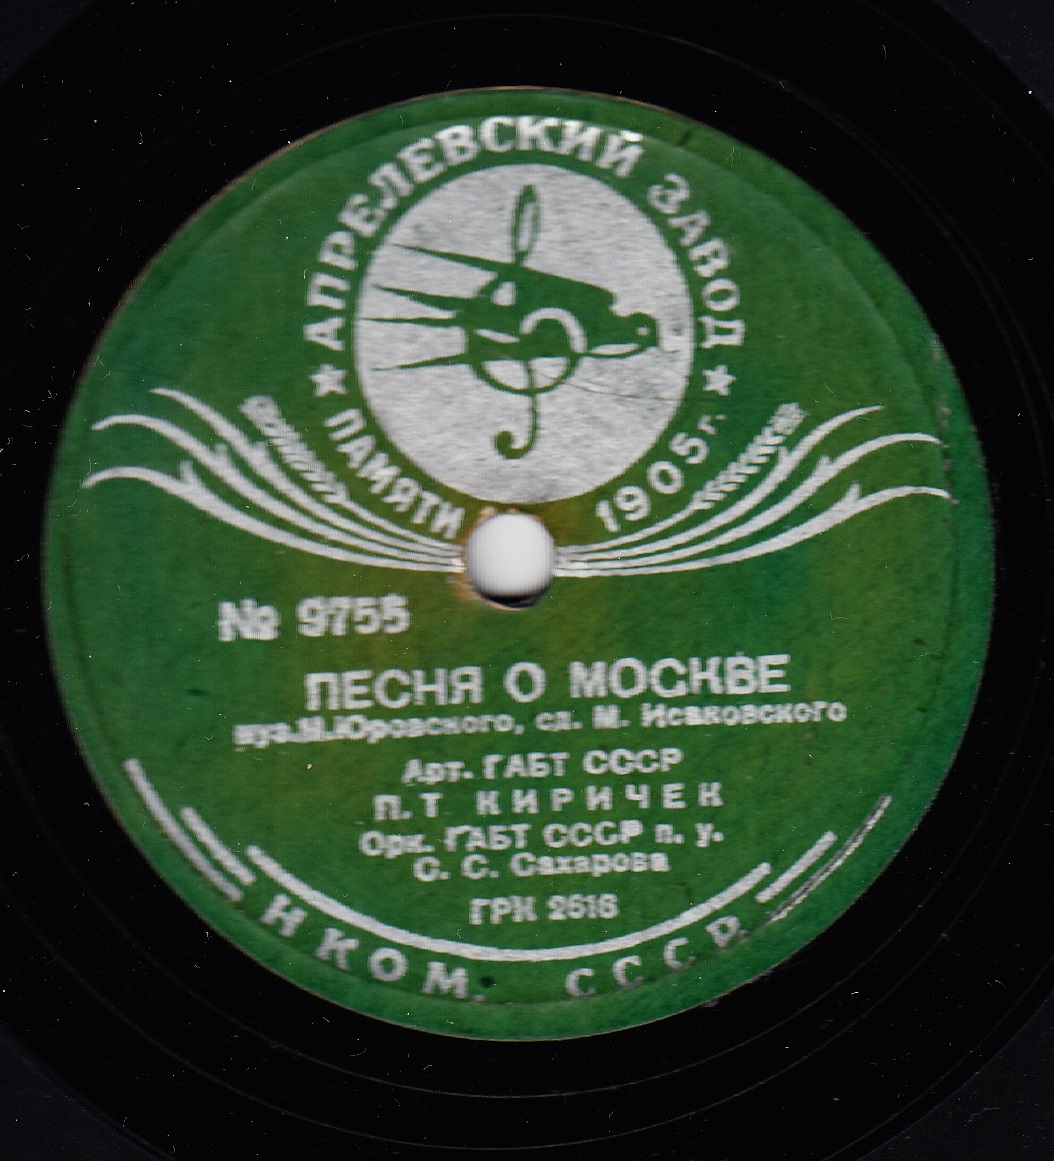 АПРЕЛЕВСКИЙ ЗАВОД
ПАМЯТИ 1905 г.
№ 9755
ПЕСНЯ О МОСКВЕ
муз. М. Юровского, сл. М. Исаковского
Арт. ГАБТ СССР
П. Т КИРИЧЕК
Орк. ГАБТ СССР п. у.
С. С. Сахарова
ГРК 2616
НКОМ. СССР.